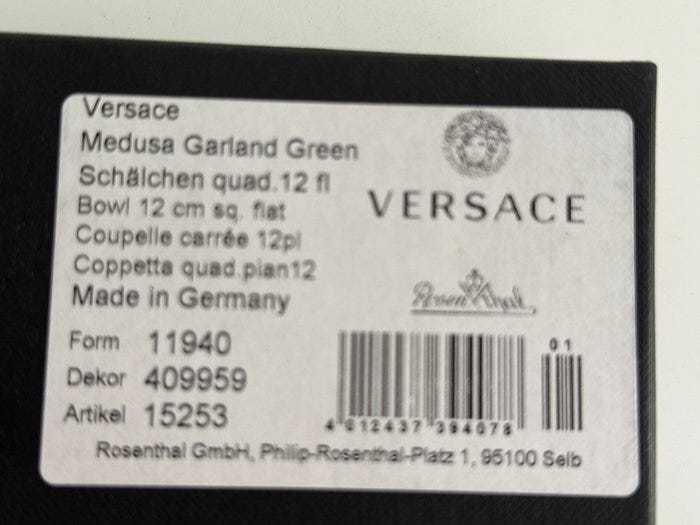 Versace
Medusa Garland Green
Schälchen quad.12 fl
Bowl 12 cm sq. flat
Coupelle carrée 12pl
Coppetta quad.pian12
Made in Germany
VERSACE
Rosenthal
Form 11940
Dekor 409959
Artikel 15253
01
4 012437 394078
Rosenthal GmbH, Philip-Rosenthal-Platz 1, 95100 Selb